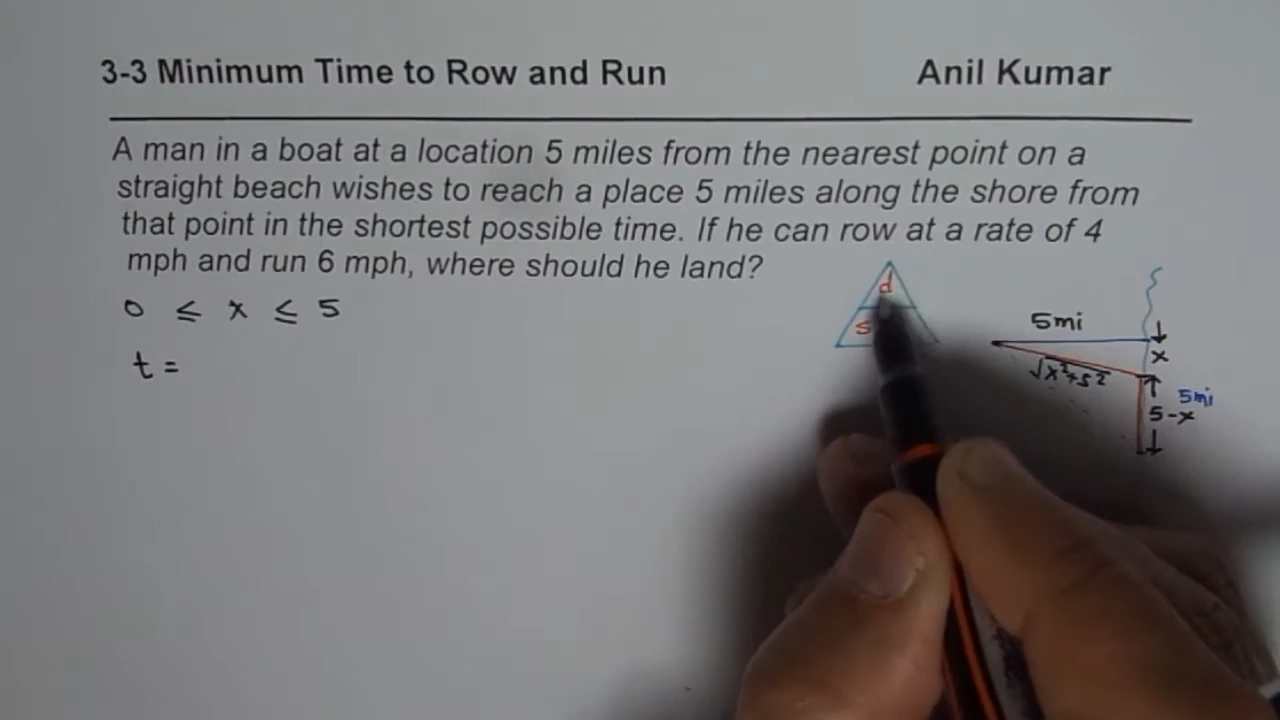 3-3 Minimum Time to Row and Run
Anil Kumar
A man in a boat at a location 5 miles from the nearest point on a
straight beach wishes to reach a place 5 miles along the shore from
that point in the shortest possible time. If he can row at a rate of 4
mph and run 6 mph, where should he land?
0 ≤ x ≤ 5
t =
d
s
5mi
x
√x²+5²
5mi
5-x